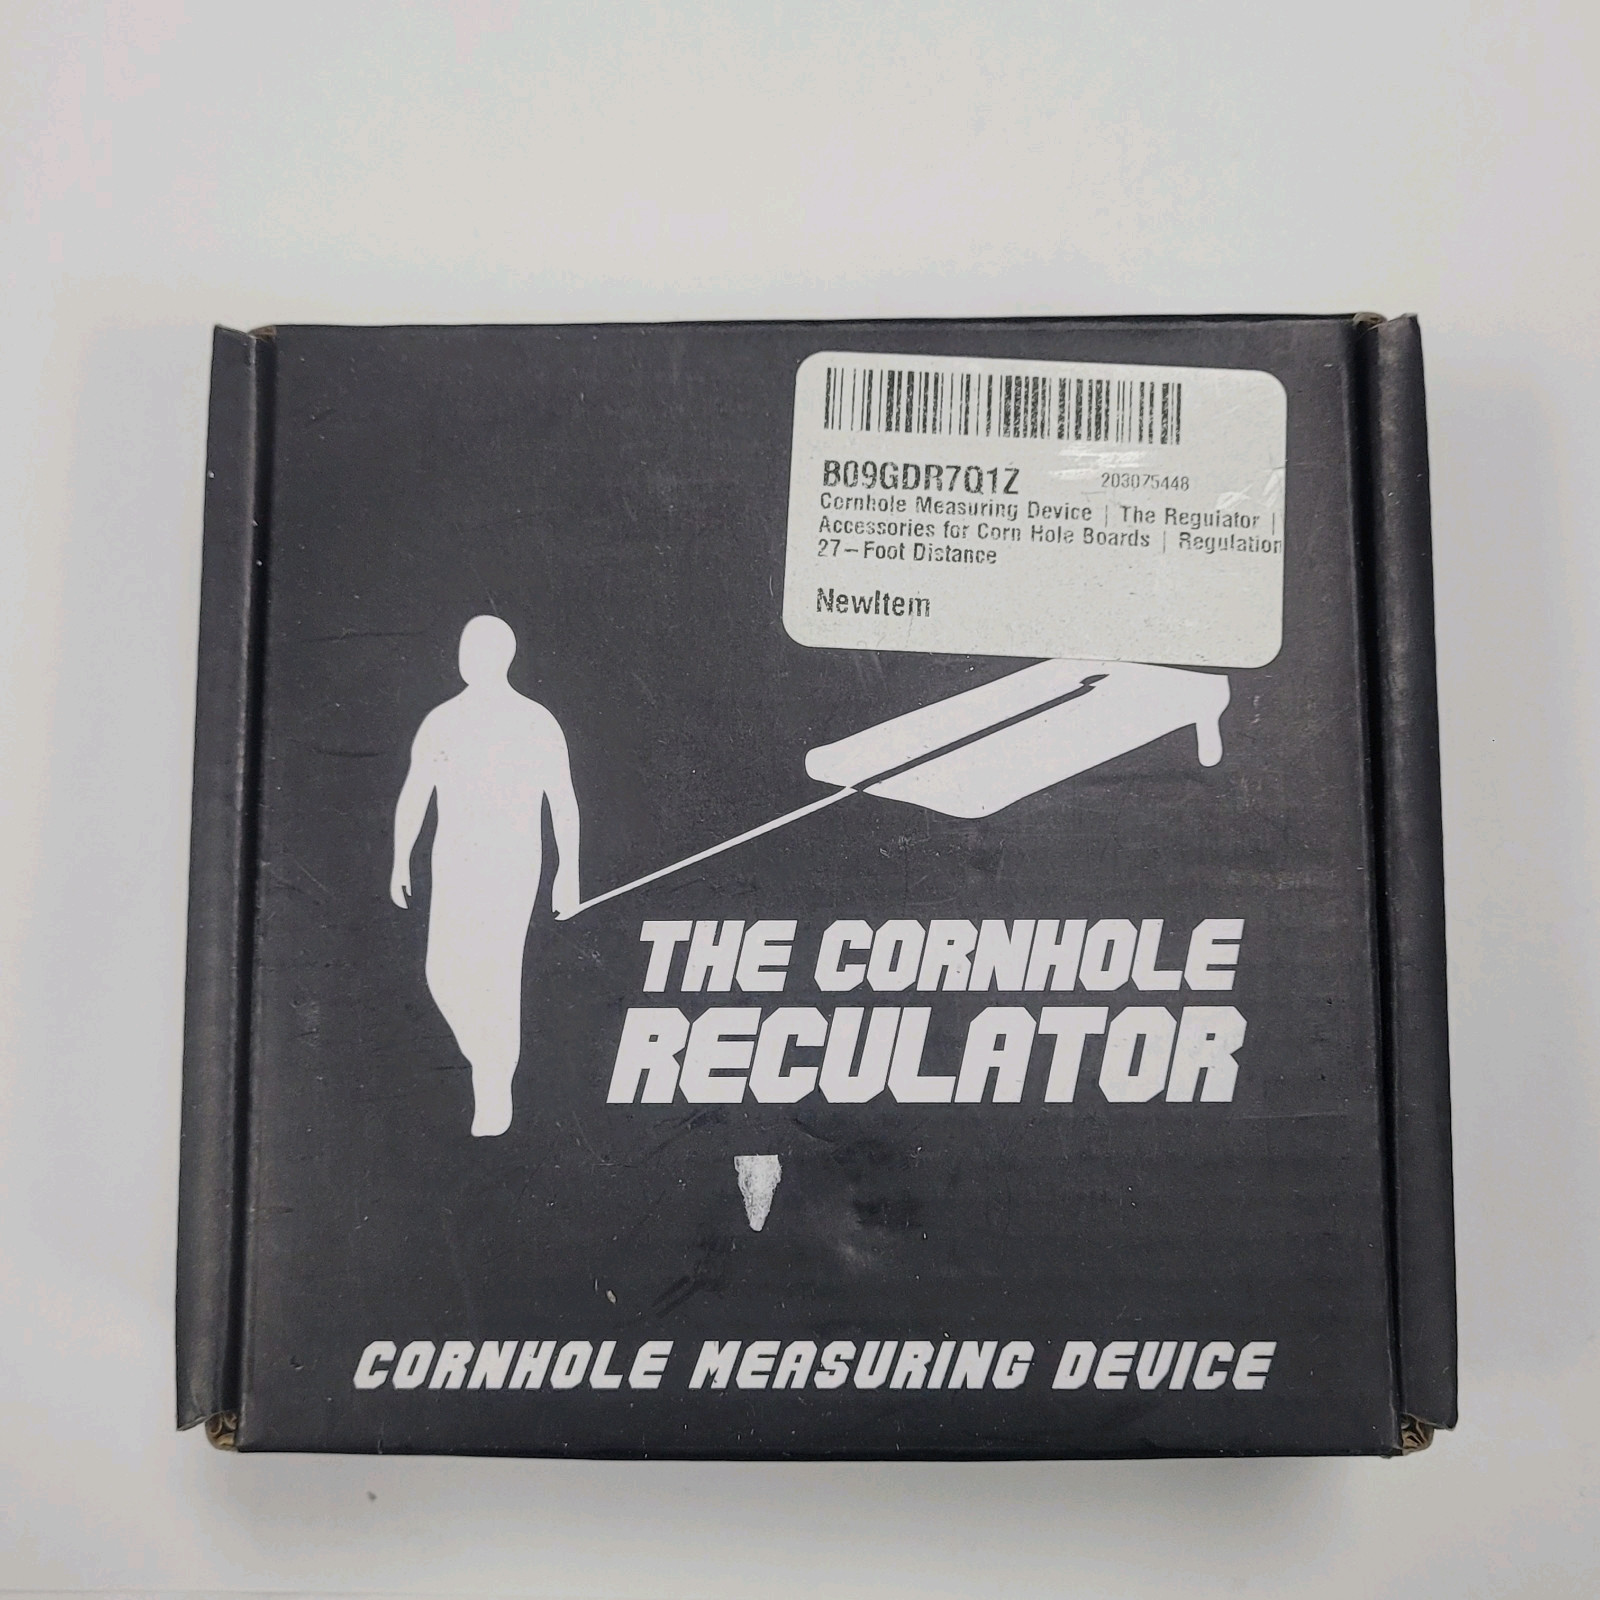 B09GDR7Q1Z 203075448
Cornhole Measuring Device | The Regulator |
Accessories for Corn Hole Boards | Regulation
27-Foot Distance
NewItem
THE CORNHOLE
REGULATOR
CORNHOLE MEASURING DEVICE